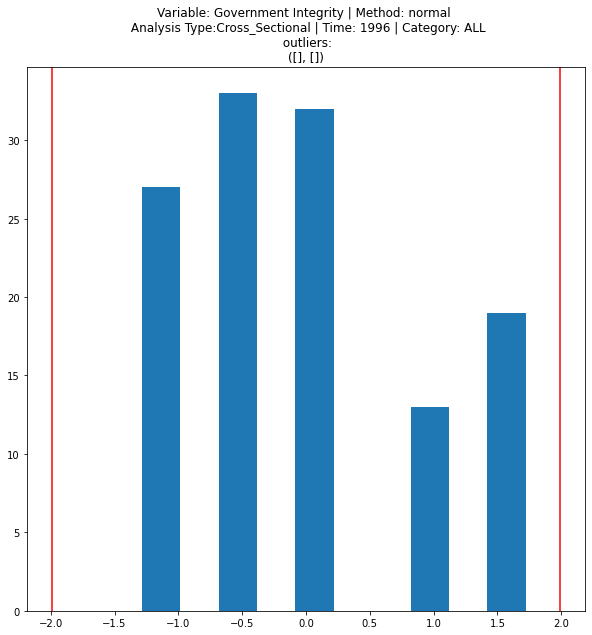 Variable: Government Integrity | Method: normal
Analysis Type:Cross_Sectional | Time: 1996 | Category: ALL
outliers:
([], [])
30
25
20
15
10
5
0
−2.0 −1.5 −1.0 −0.5 0.0 0.5 1.0 1.5 2.0